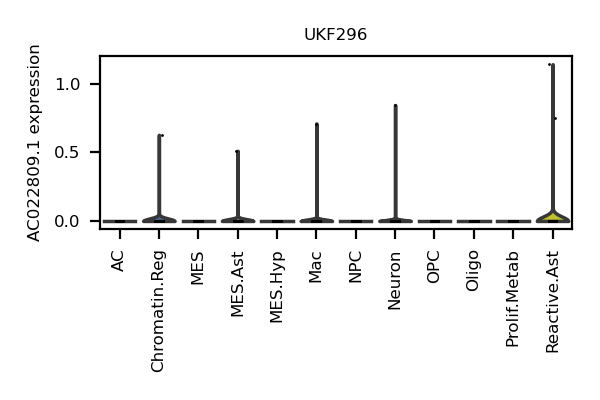 UKF296
AC022809.1 expression
1.0
0.5
0.0
AC
Chromatin.Reg
MES
MES.Ast
MES.Hyp
Mac
NPC
Neuron
OPC
Oligo
Prolif.Metab
Reactive.Ast